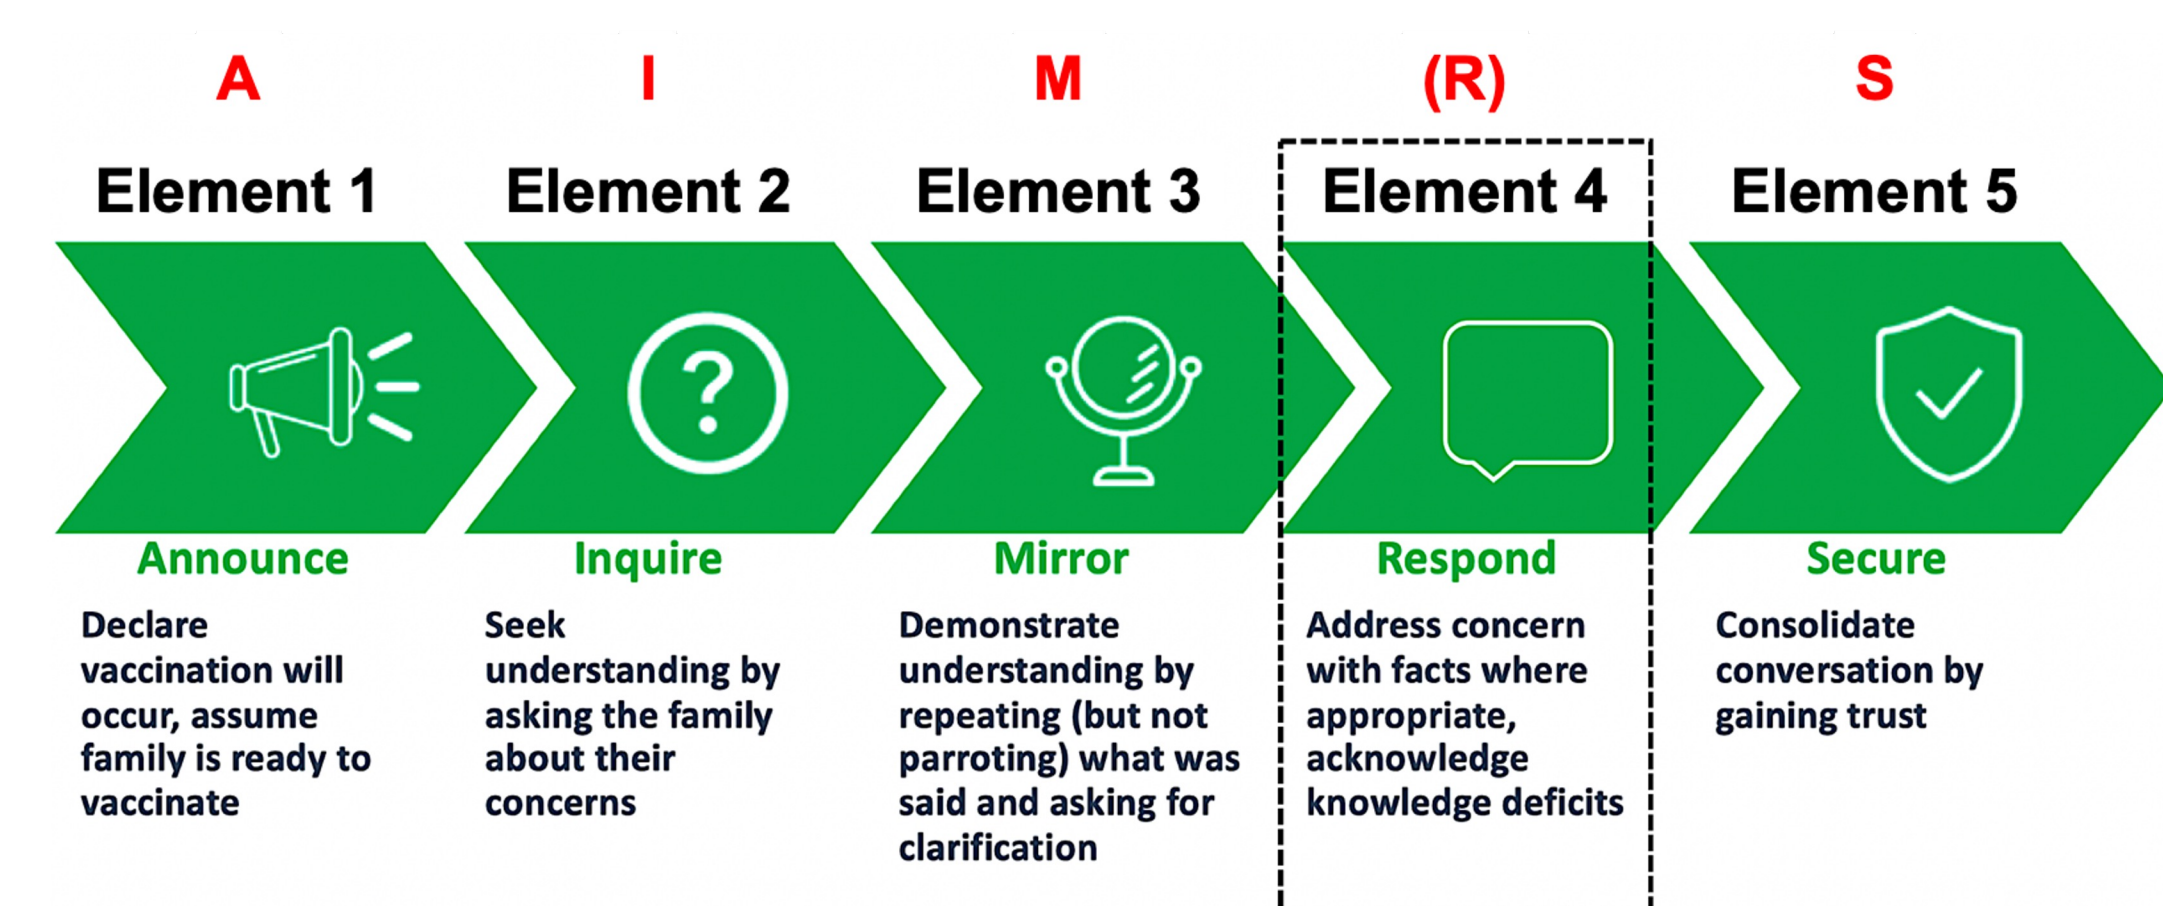 A
I
M
(R)
S
Element 1
Element 2
Element 3
Element 4
Element 5
?
Announce
Declare
vaccination will
occur, assume
family is ready to
vaccinate
Inquire
Seek
understanding by
asking the family
about their
concerns
Mirror
Demonstrate
understanding by
repeating (but not
parroting) what was
said and asking for
clarification
Respond
Address concern
with facts where
appropriate,
acknowledge
knowledge deficits
Secure
Consolidate
conversation by
gaining trust